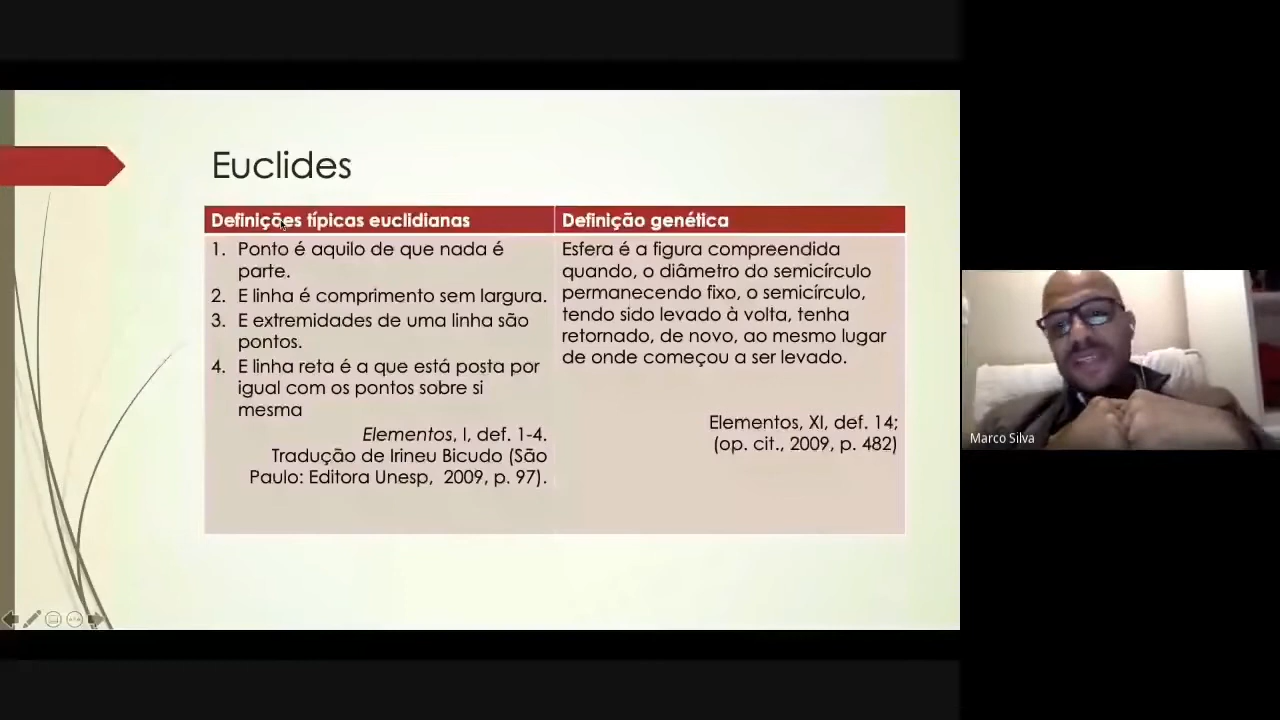 Euclides
Definições típicas euclidianas
1. Ponto é aquilo de que nada é
parte.
2. E linha é comprimento sem largura.
3. E extremidades de uma linha são
pontos.
4. E linha reta é a que está posta por
igual com os pontos sobre si
mesma
Elementos, I, def. 1-4.
Tradução de Irineu Bicudo (São
Paulo: Editora Unesp, 2009, p. 97).
Definição genética
Esfera é a figura compreendida
quando, o diâmetro do semicírculo
permanecendo fixo, o semicírculo,
tendo sido levado à volta, tenha
retornado, de novo, ao mesmo lugar
de onde começou a ser levado.
Elementos, XI, def. 14;
(op. cit., 2009, p. 482)
Marco Silva